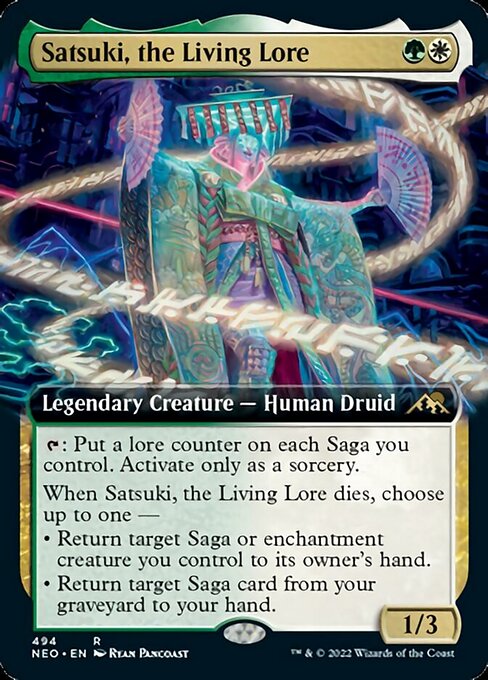 Satsuki, the Living Lore
Legendary Creature — Human Druid
: Put a lore counter on each Saga you
control. Activate only as a sorcery.
When Satsuki, the Living Lore dies, choose
up to one —
• Return target Saga or enchantment
creature you control to its owner's hand.
• Return target Saga card from your
graveyard to your hand.
1/3
494 R
NEO • EN Ryan Pancoast
™ & © 2022 Wizards of the Coast